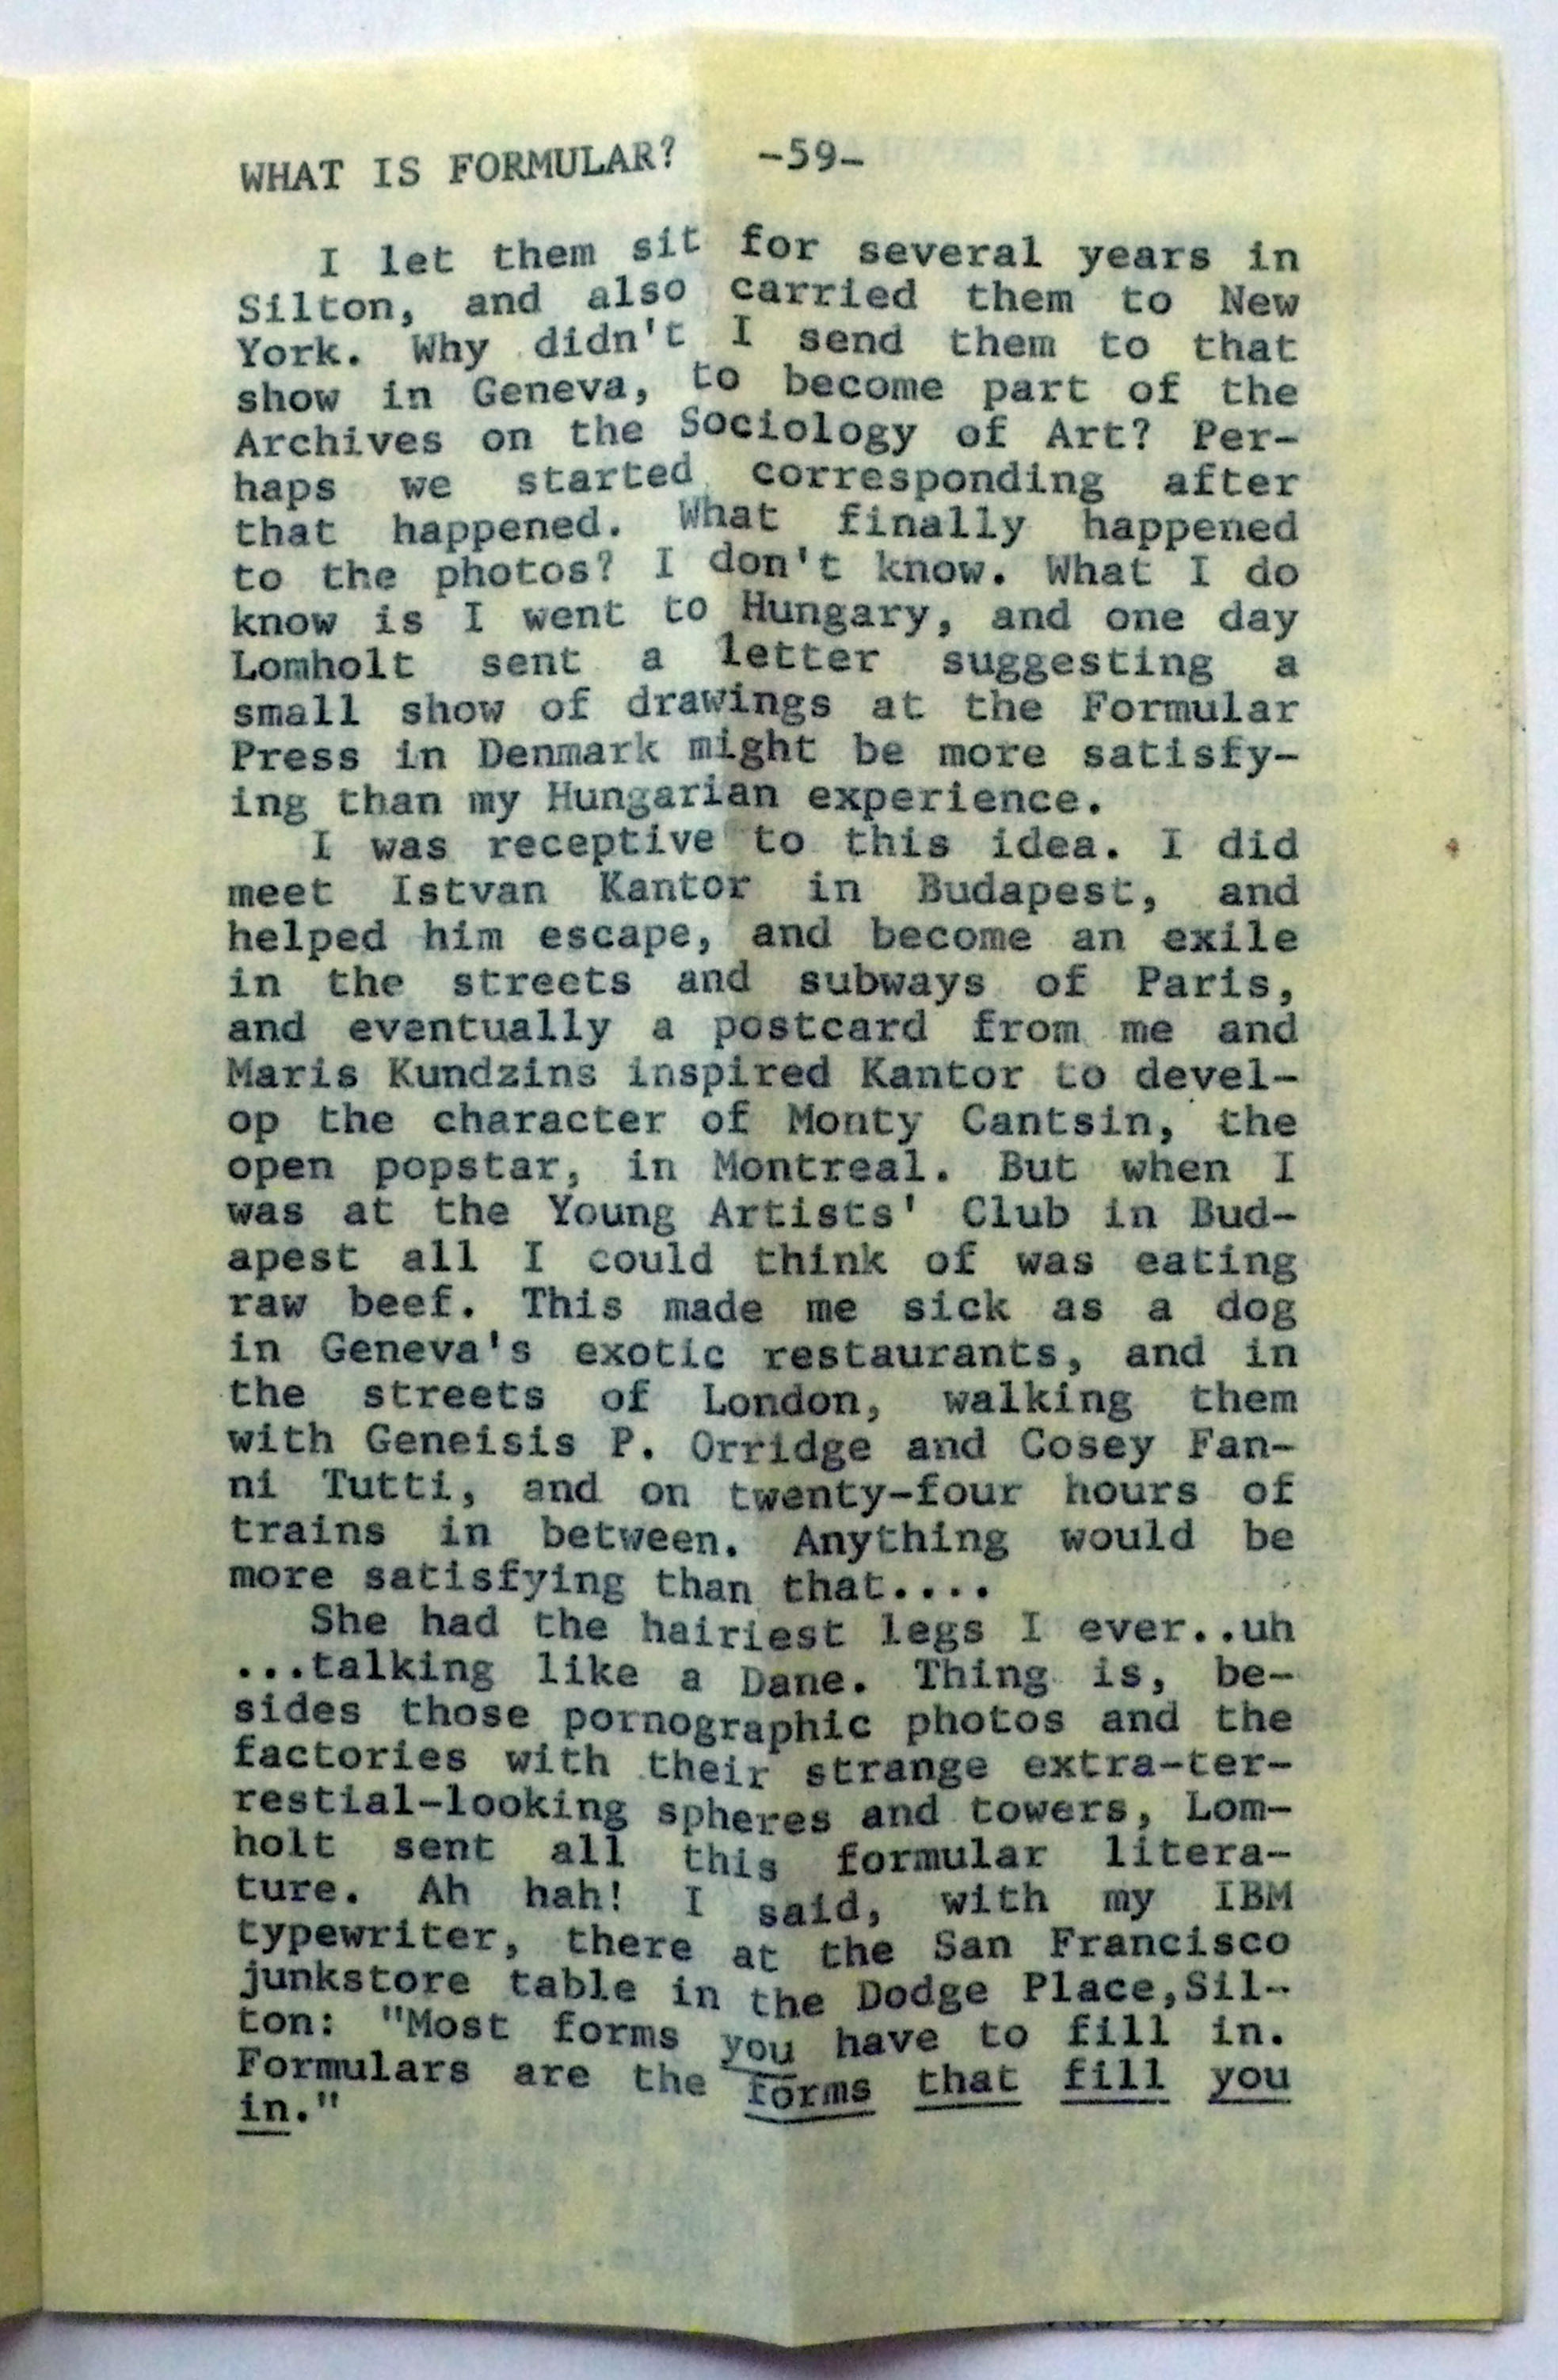 WHAT IS FORMULAR? -59-
I let them sit for several years in
Silton, and also carried them to New
York. Why didn't I send them to that
show in Geneva, to become part of the
Archives on the Sociology of Art? Per-
haps we started corresponding after
that happened. What finally happened
to the photos? I don't know. What I do
know is I went to Hungary, and one day
Lomholt sent a letter suggesting a
small show of drawings at the Formular
Press in Denmark might be more satisfy-
ing than my Hungarian experience.
I was receptive to this idea. I did
meet Istvan Kantor in Budapest, and
helped him escape, and become an exile
in the streets and subways of Paris,
and eventually a postcard from me and
Maris Kundzins inspired Kantor to devel-
op the character of Monty Cantsin, the
open popstar, in Montreal. But when I
was at the Young Artists' Club in Bud-
apest all I could think of was eating
raw beef. This made me sick as a dog
in Geneva's exotic restaurants, and in
the streets of London, walking them
with Geneisis P. Orridge and Cosey Fan-
ni Tutti, and on twenty-four hours of
trains in between. Anything would be
more satisfying than that....
She had the hairiest legs I ever..uh
...talking like a Dane. Thing is, be-
sides those pornographic photos and the
factories with their strange extra-ter-
restial-looking spheres and towers, Lom-
holt sent all this formular litera-
ture. Ah hah! I said, with my IBM
typewriter, there at the San Francisco
junkstore table in the Dodge Place,Sil-
ton: "Most forms you have to fill in.
Formulars are the forms that fill you
in."